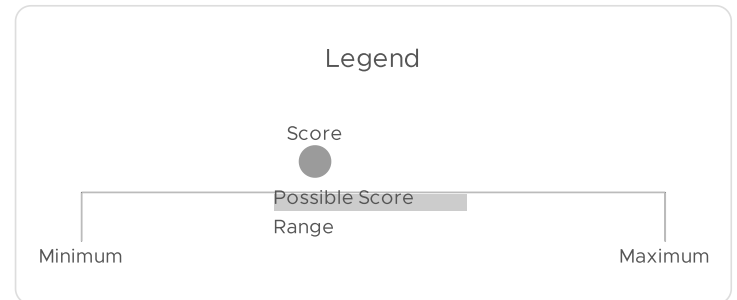 Legend
Score
Possible Score
Range
Minimum
Maximum